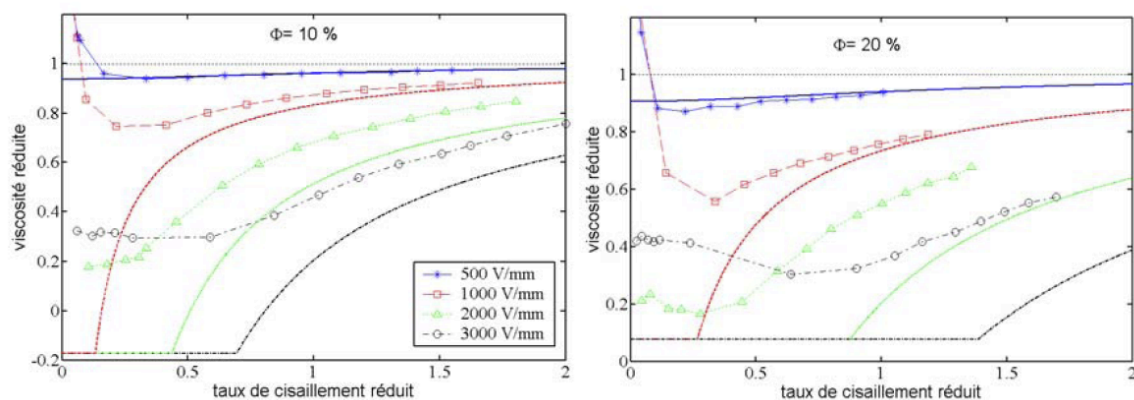 Φ= 10 %
viscosité réduite
1
0.8
0.6
0.4
0.2
0
-0.2
500 V/mm
1000 V/mm
2000 V/mm
3000 V/mm
0 0.5 1 1.5 2
taux de cisaillement réduit
Φ= 20 %
viscosité réduite
1
0.8
0.6
0.4
0.2
0
0 0.5 1 1.5 2
taux de cisaillement réduit